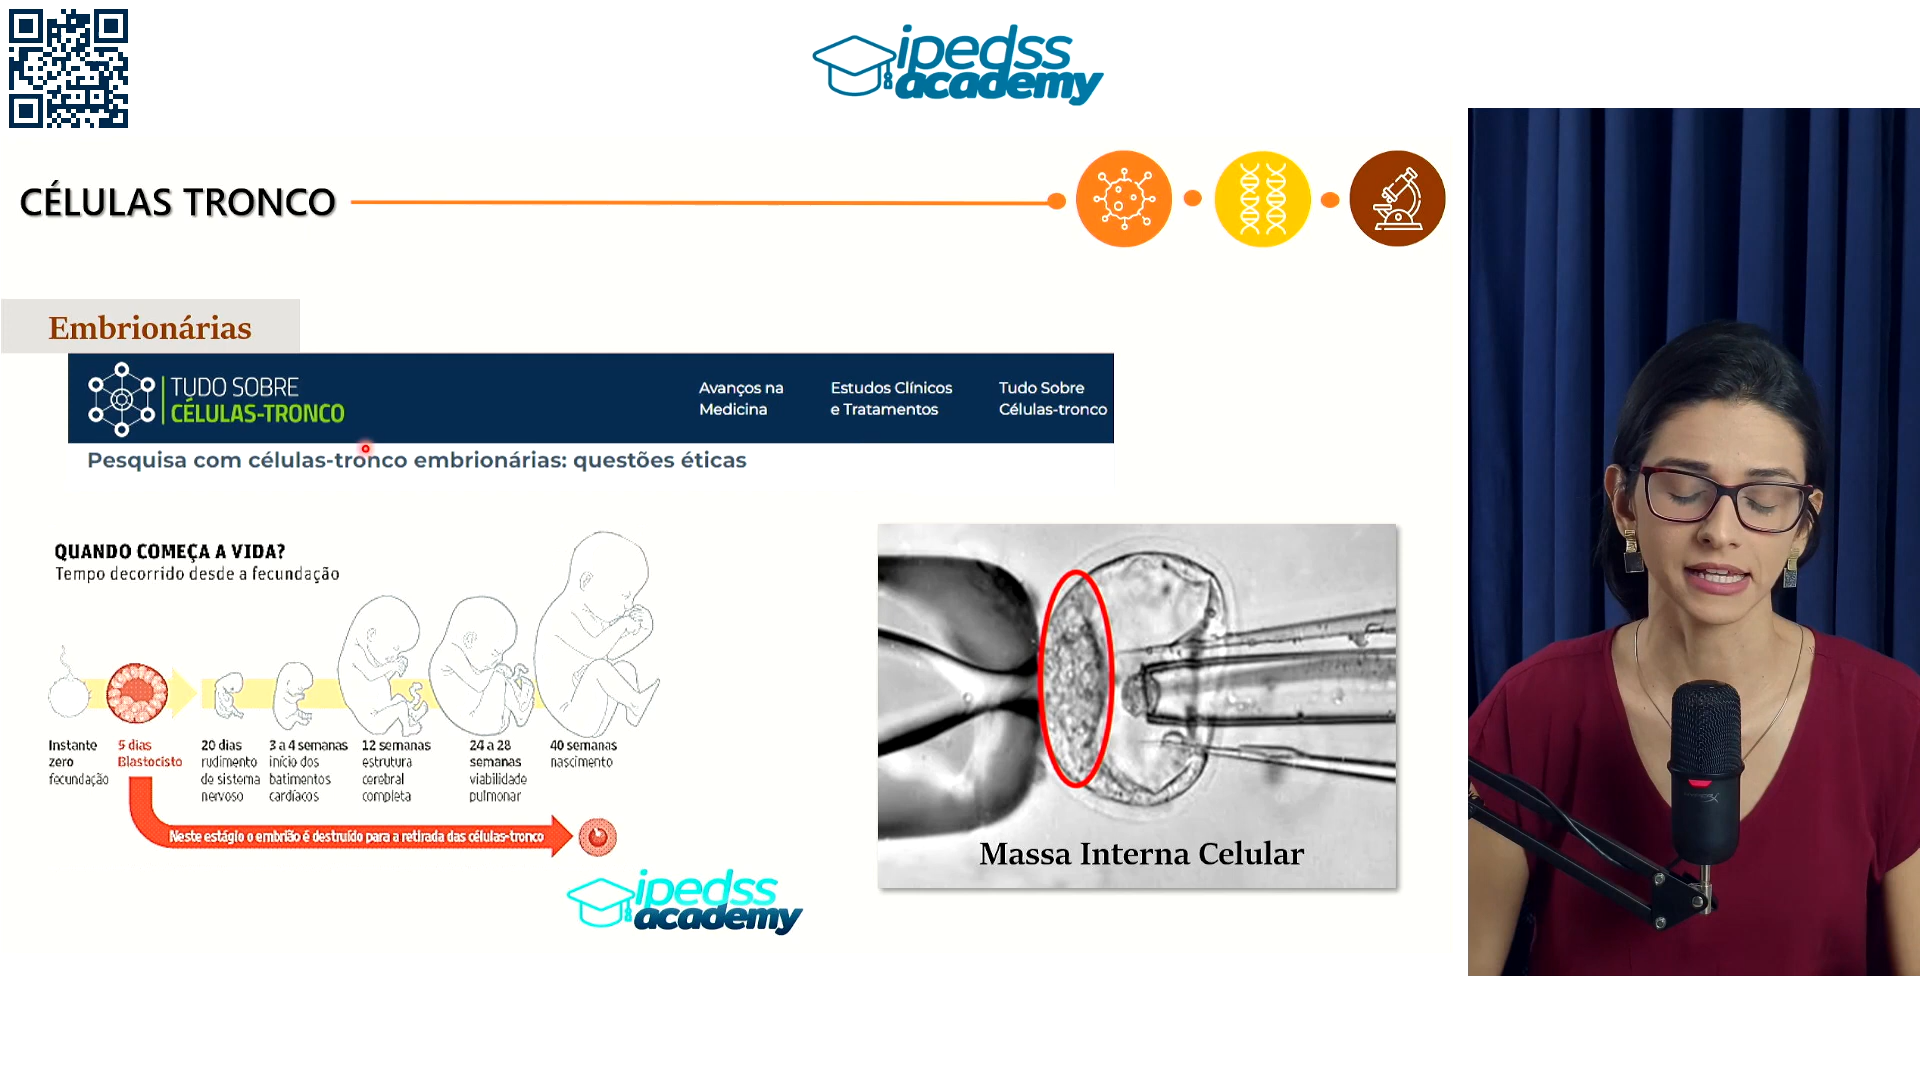 ipedss
academy
CÉLULAS TRONCO
Embrionárias
TUDO SOBRE
CÉLULAS-TRONCO
Avanços na
Medicina
Estudos Clínicos
e Tratamentos
Tudo Sobre
Células-tronco
Pesquisa com células-tronco embrionárias: questões éticas
QUANDO COMEÇA A VIDA?
Tempo decorrido desde a fecundação
Instante
zero
fecundação
5 dias
Blastocisto
20 dias
rudimento
de sistema
nervoso
3 a 4 semanas
início dos
batimentos
cardíacos
12 semanas
estrutura
cerebral
completa
24 a 28
semanas
viabilidade
pulmonar
40 semanas
nascimento
Neste estágio o embrião é destruído para a retirada das células-tronco
Massa Interna Celular
ipedss
academy